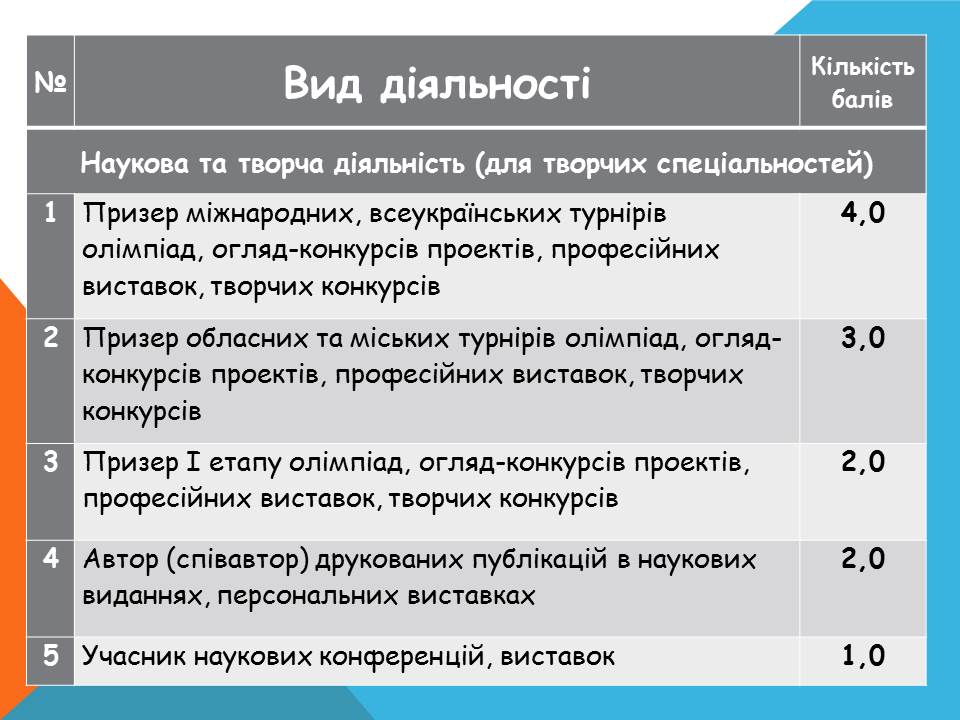 №
Вид діяльності
Кількість
балів
Наукова та творча діяльність (для творчих спеціальностей)
1
Призер міжнародних, всеукраїнських турнірів
олімпіад, огляд-конкурсів проектів, професійних
виставок, творчих конкурсів
4,0
2
Призер обласних та міських турнірів олімпіад, огляд-
конкурсів проектів, професійних виставок, творчих
конкурсів
3,0
3
Призер І етапу олімпіад, огляд-конкурсів проектів,
професійних виставок, творчих конкурсів
2,0
4
Автор (співавтор) друкованих публікацій в наукових
виданнях, персональних виставках
2,0
5
Учасник наукових конференцій, виставок
1,0